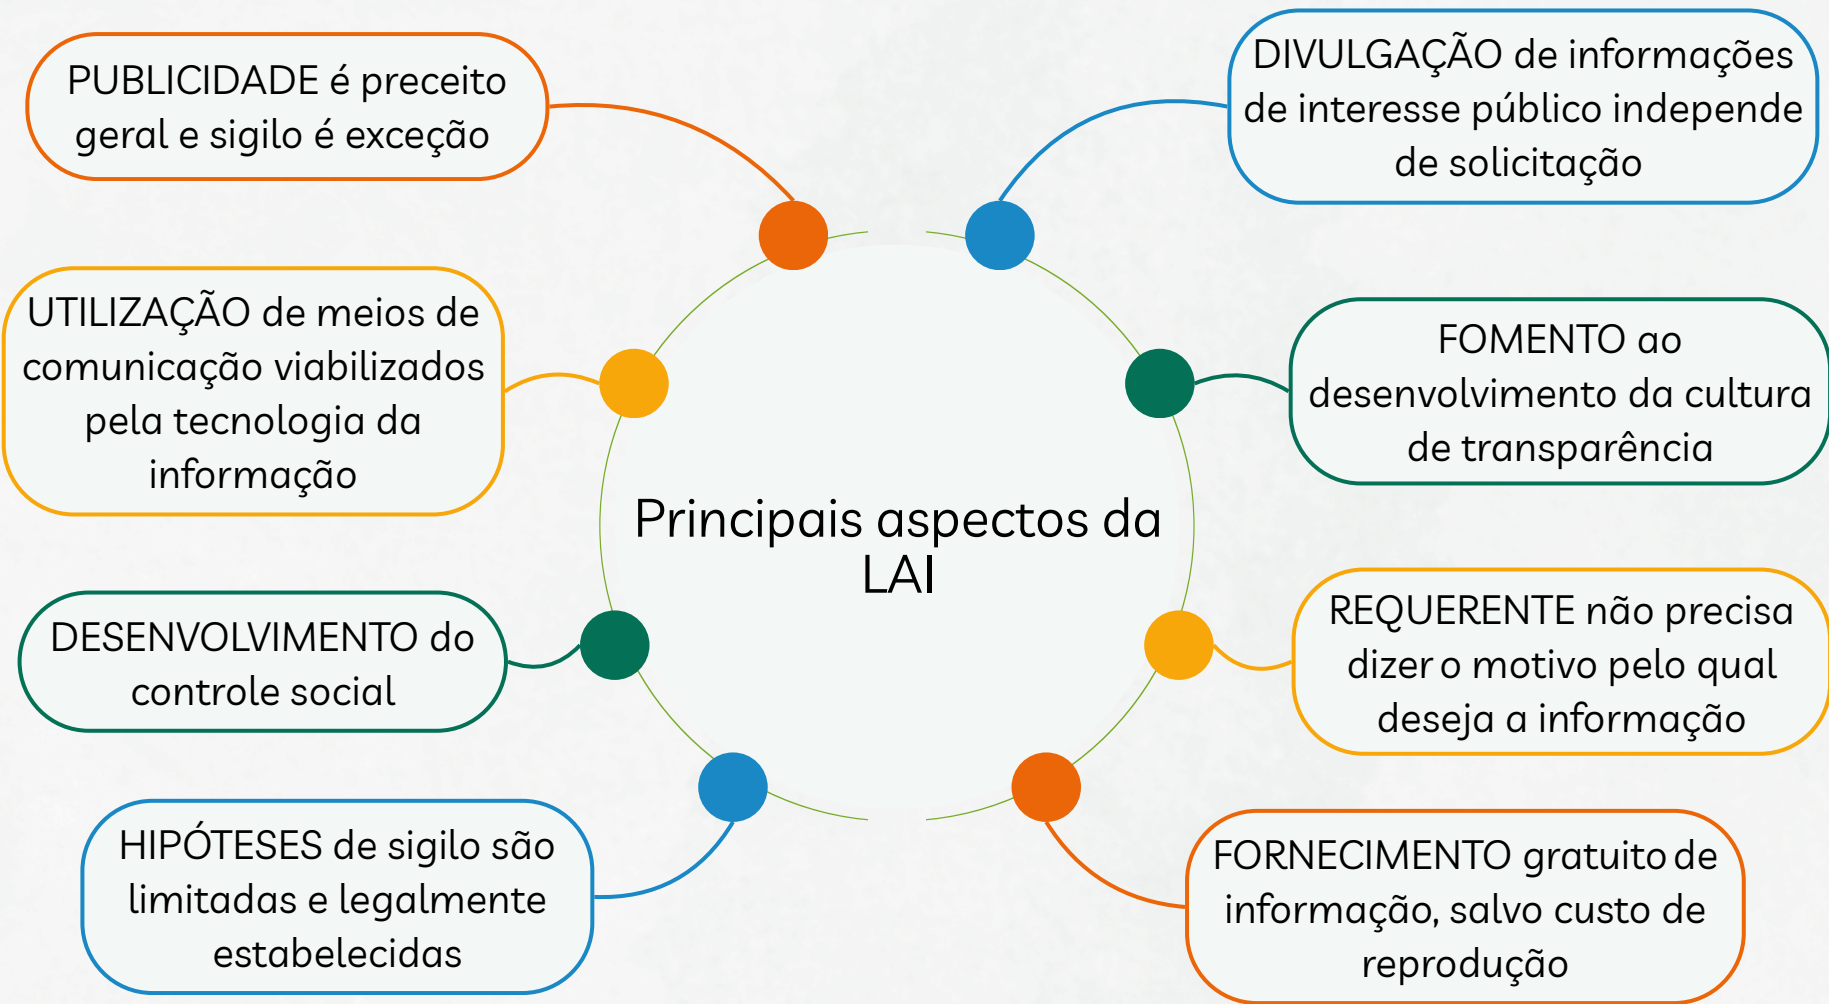 PUBLICIDADE é preceito
geral e sigilo é exceção
DIVULGAÇÃO de informações
de interesse público independe
de solicitação
UTILIZAÇÃO de meios de
comunicação viabilizados
pela tecnologia da
informação
FOMENTO ao
desenvolvimento da cultura
de transparência
Principais aspectos da
LAI
DESENVOLVIMENTO do
controle social
REQUERENTE não precisa
dizer o motivo pelo qual
deseja a informação
HIPÓTESES de sigilo são
limitadas e legalmente
estabelecidas
FORNECIMENTO gratuito de
informação, salvo custo de
reprodução